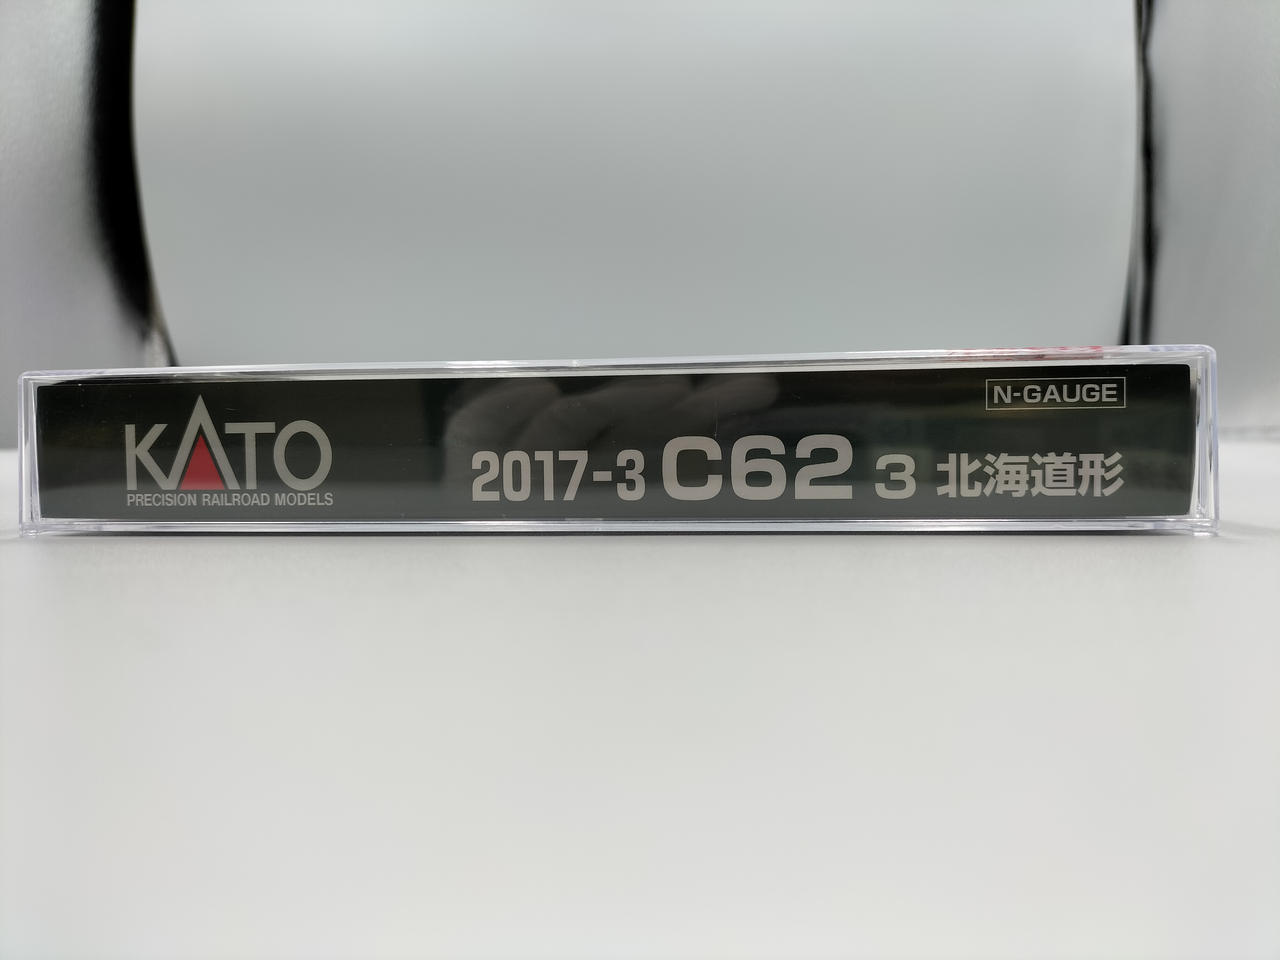 KATO
PRECISION RAILROAD MODELS
N-GAUGE
2017-3 C62 3 北海道形